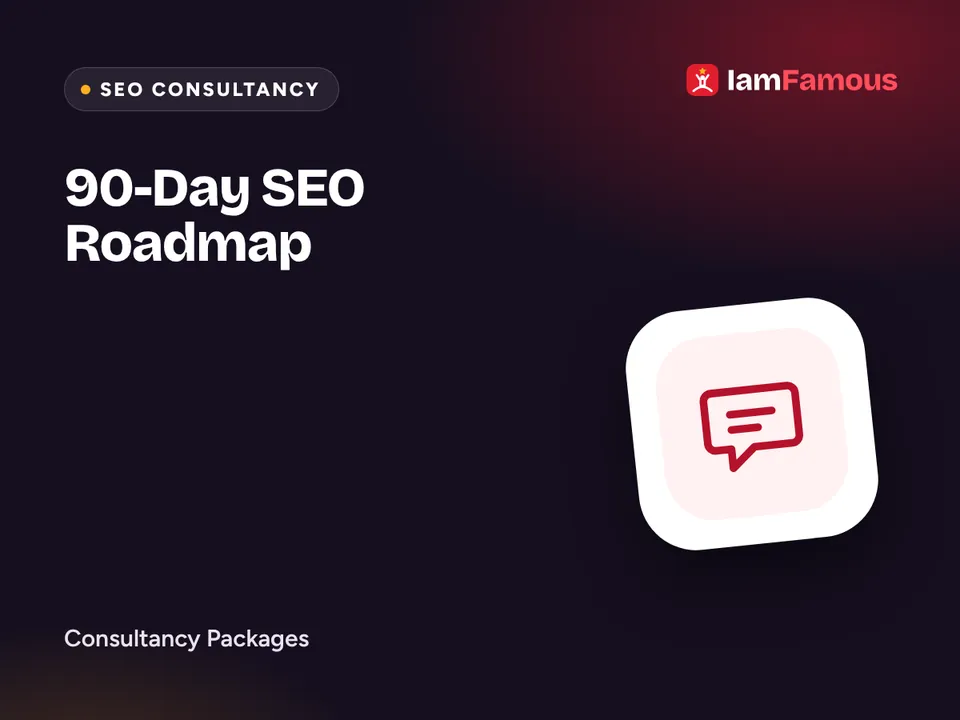 SEO CONSULTANCY
IamFamous
90-Day SEO
Roadmap
Consultancy Packages